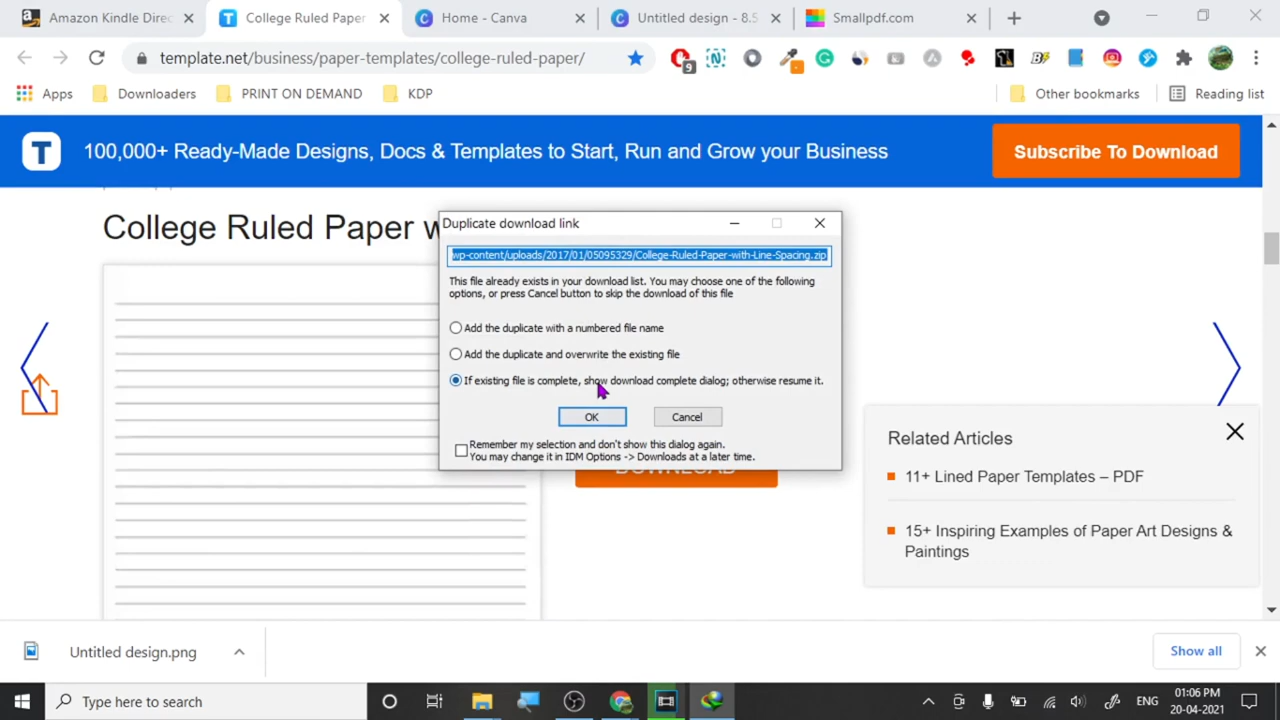 Amazon Kindle Direc
College Ruled Paper
Home - Canva
Untitled design - 8.5
Smallpdf.com
template.net/business/paper-templates/college-ruled-paper/
9
Apps
Downloaders
PRINT ON DEMAND
KDP
Other bookmarks
Reading list
T
100,000+ Ready-Made Designs, Docs & Templates to Start, Run and Grow your Business
Subscribe To Download
College Ruled Paper w
Duplicate download link
wp-content/uploads/2017/01/05095329/College-Ruled-Paper-with-Line-Spacing.zip
This file already exists in your download list. You may choose one of the following
options, or press Cancel button to skip the download of this file
Add the duplicate with a numbered file name
Add the duplicate and overwrite the existing file
If existing file is complete, show download complete dialog; otherwise resume it.
OK
Cancel
Remember my selection and don't show this dialog again.
You may change it in IDM Options -> Downloads at a later time.
DOWNLOAD
Related Articles
11+ Lined Paper Templates – PDF
15+ Inspiring Examples of Paper Art Designs &
Paintings
Untitled design.png
Show all
Type here to search
ENG
01:06 PM
20-04-2021